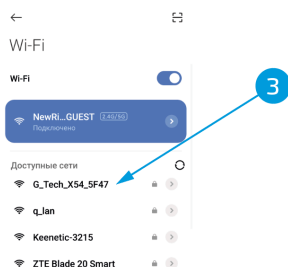 Wi-Fi
Wi-Fi
NewRi...GUEST 2.4G/5G
Подключено
3
Доступные сети
G_Tech_X54_5F47
q_lan
Keenetic-3215
ZTE Blade 20 Smart